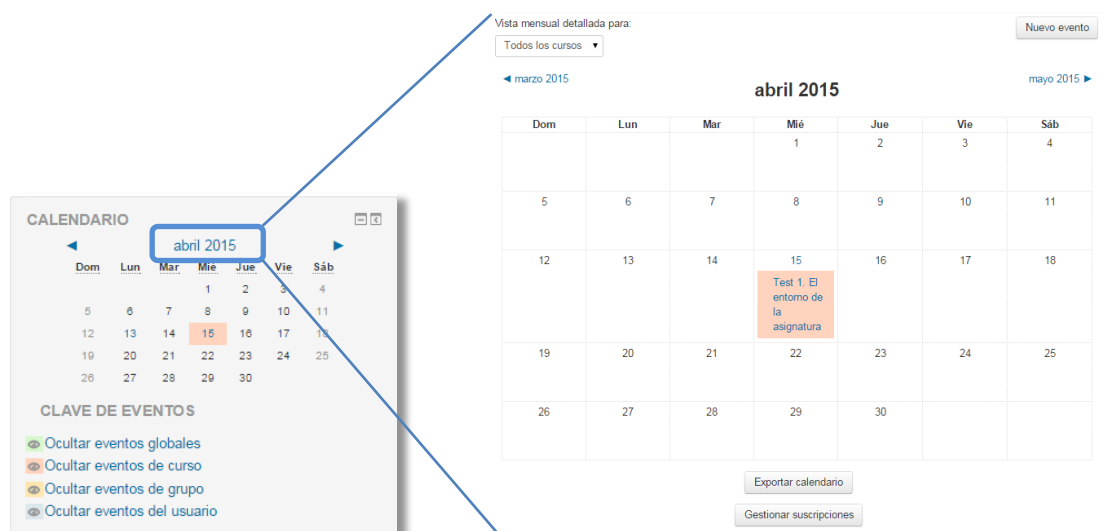 CALENDARIO
◄ abril 2015 ►
Dom Lun Mar Mié Jue Vie Sáb
1 2 3 4
5 6 7 8 9 10 11
12 13 14 15 16 17 18
19 20 21 22 23 24 25
26 27 28 29 30
CLAVE DE EVENTOS
Ocultar eventos globales
Ocultar eventos de curso
Ocultar eventos de grupo
Ocultar eventos del usuario
Vista mensual detallada para:
Todos los cursos ▼
Nuevo evento
◄ marzo 2015
abril 2015
mayo 2015 ►
Dom Lun Mar Mié Jue Vie Sáb
1 2 3 4
5 6 7 8 9 10 11
12 13 14 15 16 17 18
Test 1. El
entorno de
la
asignatura
19 20 21 22 23 24 25
26 27 28 29 30
Exportar calendario
Gestionar suscripciones